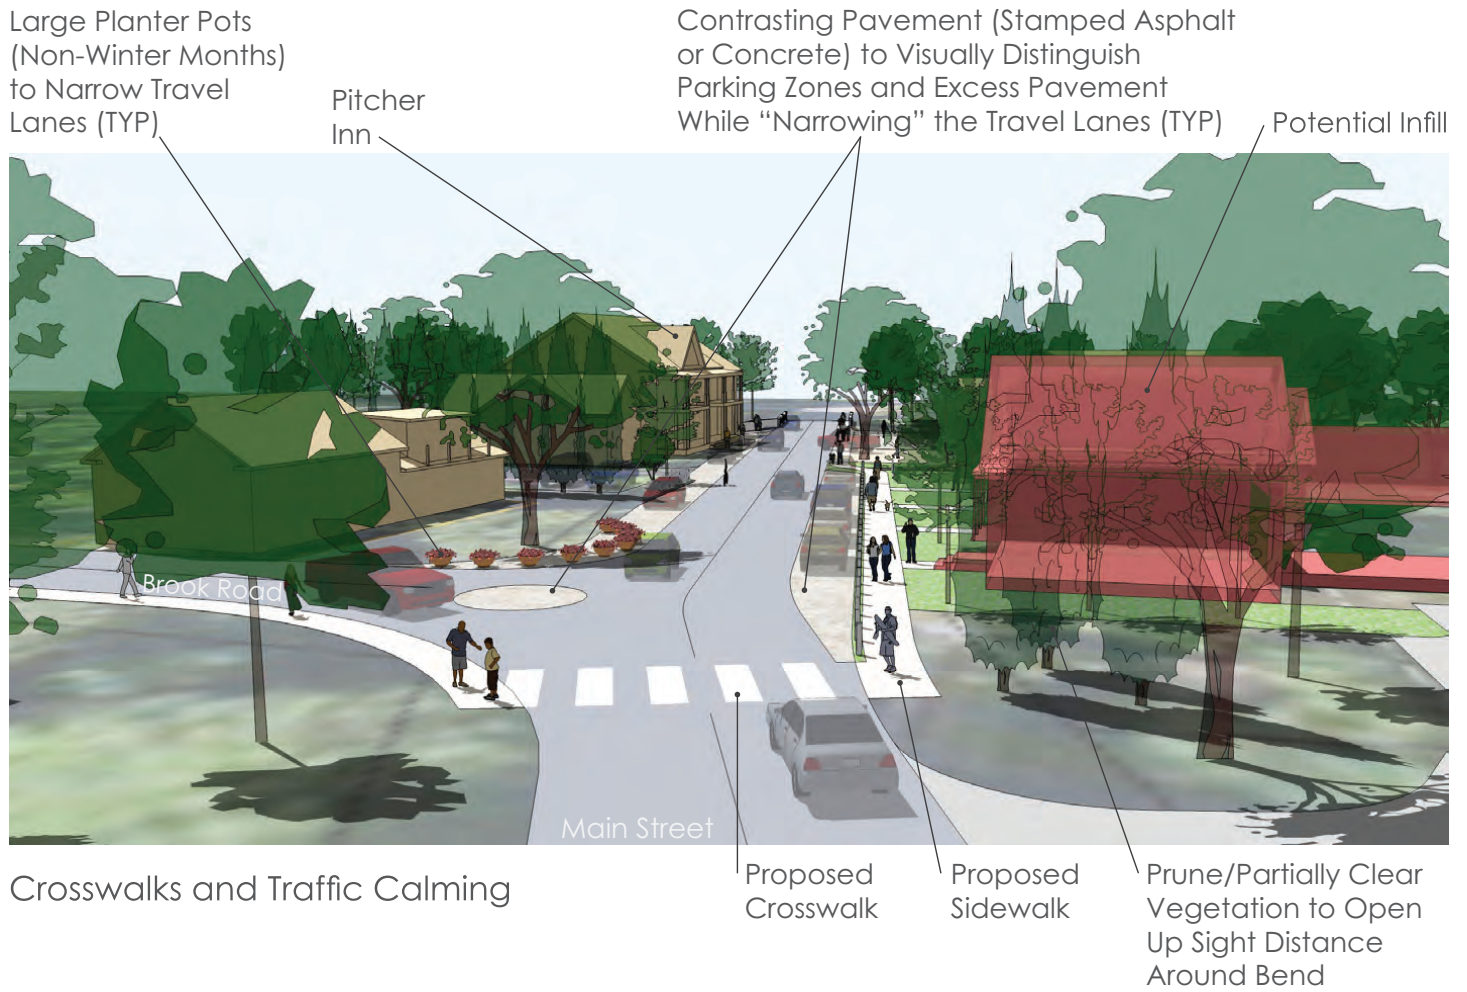 Large Planter Pots
(Non-Winter Months)
to Narrow Travel
Lanes (TYP)
Pitcher
Inn
Contrasting Pavement (Stamped Asphalt
or Concrete) to Visually Distinguish
Parking Zones and Excess Pavement
While “Narrowing” the Travel Lanes (TYP)
Potential Infill
Brook Road
Main Street
Crosswalks and Traffic Calming
Proposed
Crosswalk
Proposed
Sidewalk
Prune/Partially Clear
Vegetation to Open
Up Sight Distance
Around Bend